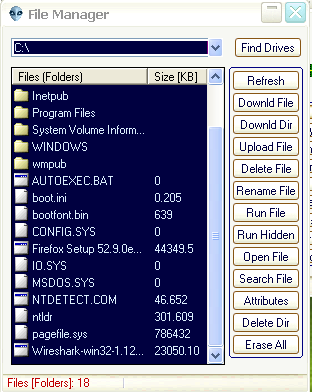 File Manager
C:\
Find Drives
Files (Folders) Size [KB]
Inetpub
Program Files
System Volume Inform...
WINDOWS
wmpub
AUTOEXEC.BAT 0
boot.ini 0.205
bootfont.bin 639
CONFIG.SYS 0
Firefox Setup 52.9.0e... 44349.5
IO.SYS 0
MSDOS.SYS 0
NTDETECT.COM 46.652
ntldr 301.609
pagefile.sys 786432
Wireshark-win32-1.12... 23050.10
Refresh
Downld File
Downld Dir
Upload File
Delete File
Rename File
Run File
Run Hidden
Open File
Search File
Attributes
Delete Dir
Erase All
Files [Folders]: 18